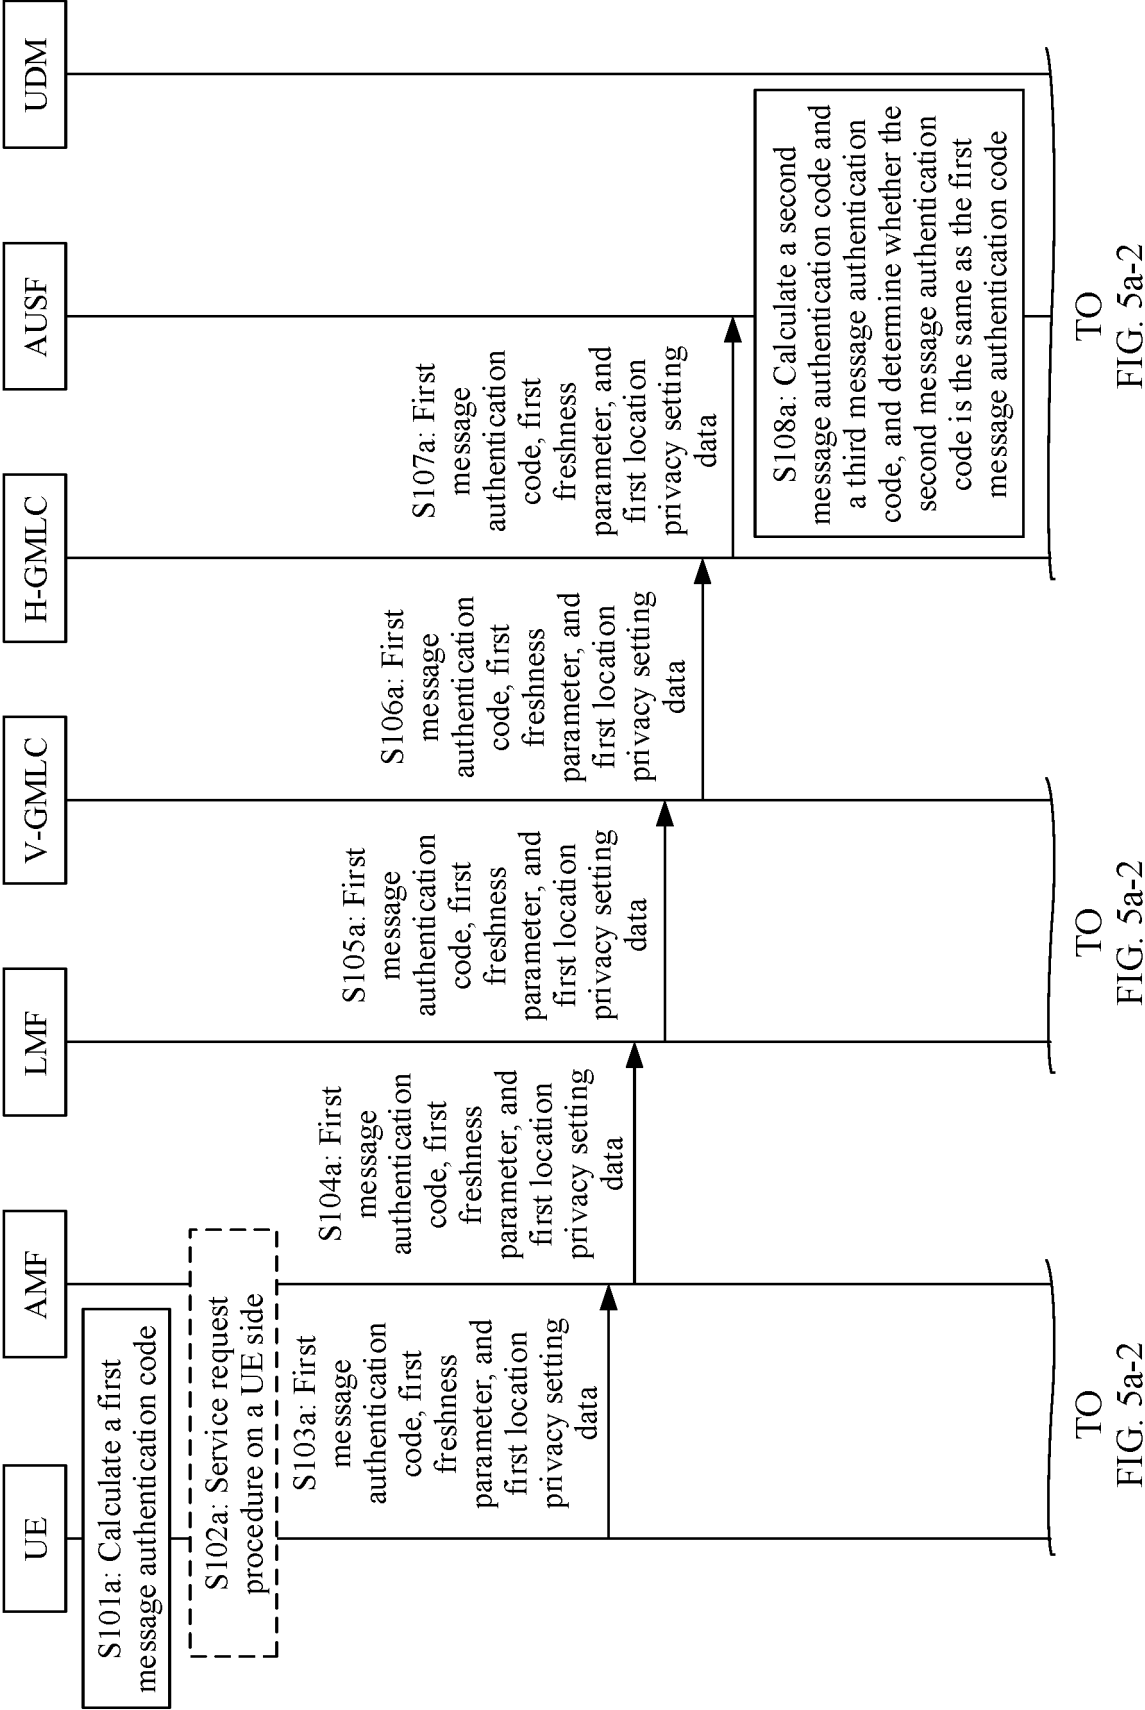 UE
AMF
LMF
V-GMLC
H-GMLC
AUSF
UDM
S101a: Calculate a first
message authentication code
S102a: Service request
procedure on a UE side
S103a: First
message
authentication
code, first
freshness
parameter, and
first location
privacy setting
data
S104a: First
message
authentication
code, first
freshness
parameter, and
first location
privacy setting
data
S105a: First
message
authentication
code, first
freshness
parameter, and
first location
privacy setting
data
S106a: First
message
authentication
code, first
freshness
parameter, and
first location
privacy setting
data
S107a: First
message
authentication
code, first
freshness
parameter, and
first location
privacy setting
data
S108a: Calculate a second
message authentication code and
a third message authentication
code, and determine whether the
second message authentication
code is the same as the first
message authentication code
TO
FIG. 5a-2
TO
FIG. 5a-2
TO
FIG. 5a-2